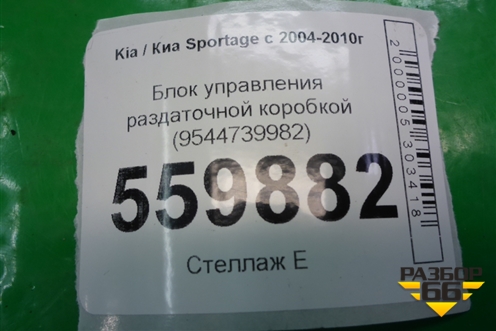 Kia / Киа Sportage с 2004-2010г
Блок управления
раздаточной коробкой
(9544739982)
559882
Стеллаж Е
2000005303418
РАЗБОР
66